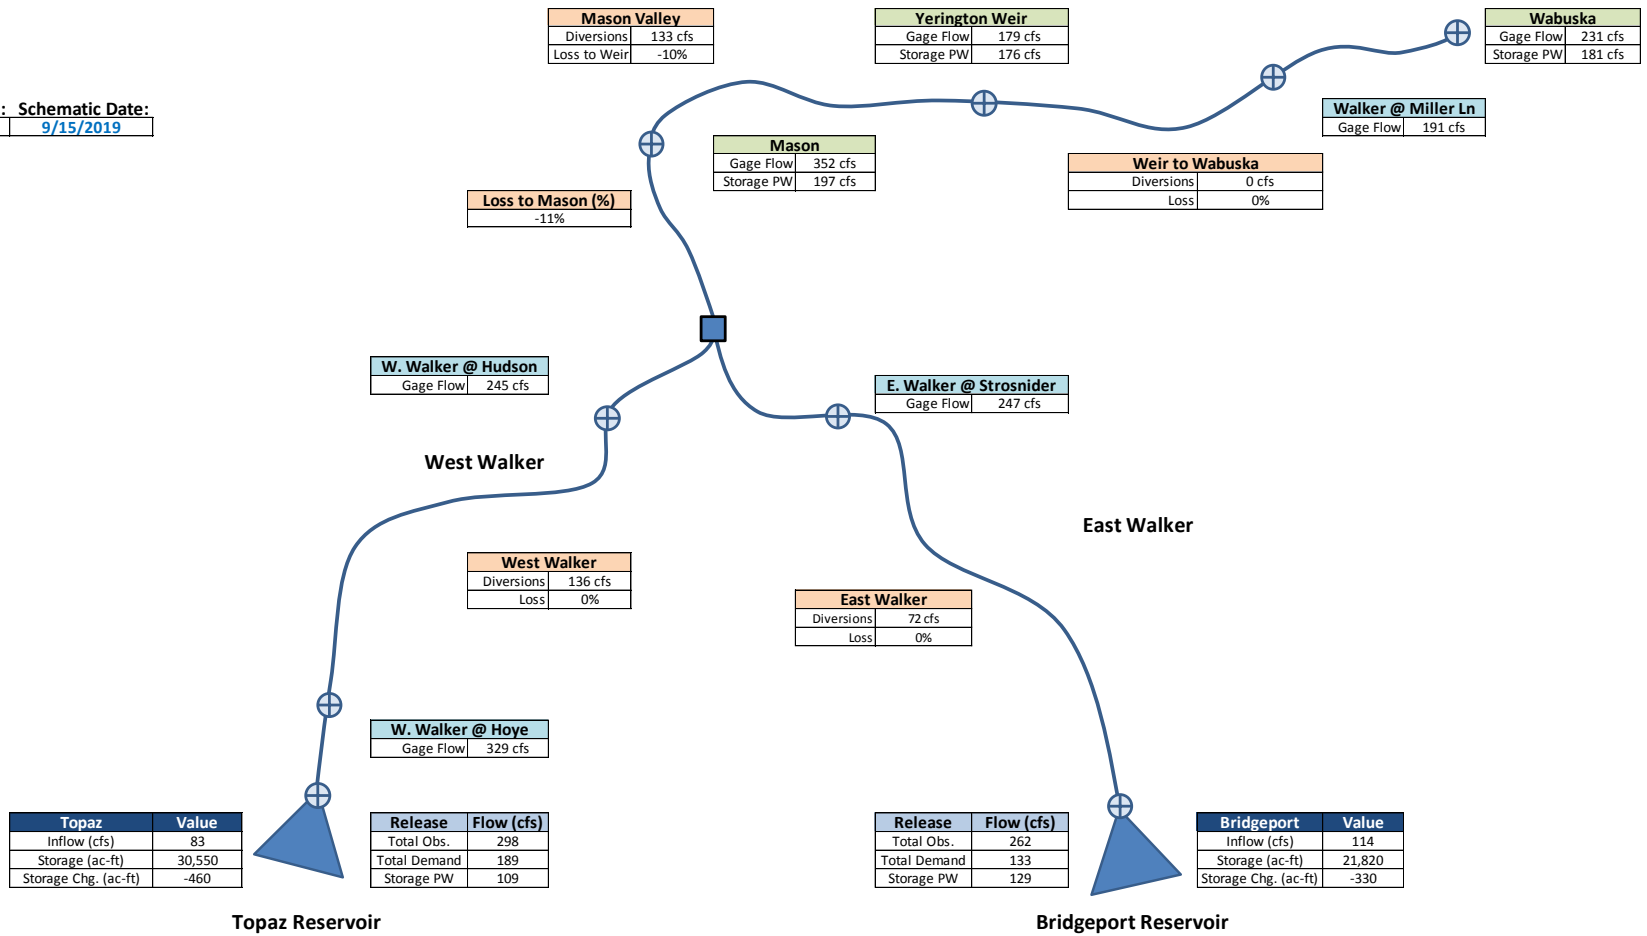 Mason Valley
Diversions 133 cfs
Loss to Weir -10%
Yerington Weir
Gage Flow 179 cfs
Storage PW 176 cfs
Wabuska
Gage Flow 231 cfs
Storage PW 181 cfs
: Schematic Date:
9/15/2019
Walker @ Miller Ln
Gage Flow 191 cfs
Mason
Gage Flow 352 cfs
Storage PW 197 cfs
Weir to Wabuska
Diversions 0 cfs
Loss 0%
Loss to Mason (%)
-11%
W. Walker @ Hudson
Gage Flow 245 cfs
E. Walker @ Strosnider
Gage Flow 247 cfs
West Walker
East Walker
West Walker
Diversions 136 cfs
Loss 0%
East Walker
Diversions 72 cfs
Loss 0%
W. Walker @ Hoye
Gage Flow 329 cfs
Topaz Value
Inflow (cfs) 83
Storage (ac-ft) 30,550
Storage Chg. (ac-ft) -460
Release Flow (cfs)
Total Obs. 298
Total Demand 189
Storage PW 109
Release Flow (cfs)
Total Obs. 262
Total Demand 133
Storage PW 129
Bridgeport Value
Inflow (cfs) 114
Storage (ac-ft) 21,820
Storage Chg. (ac-ft) -330
Topaz Reservoir
Bridgeport Reservoir